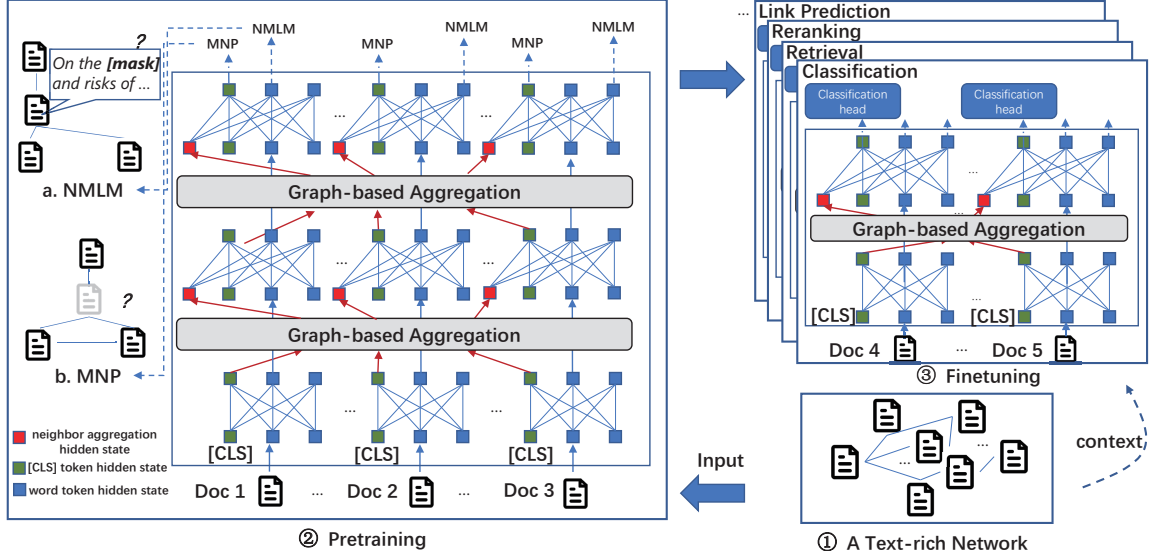 ?
On the [mask]
and risks of ...
a. NMLM
?
b. MNP
neighbor aggregation
hidden state
[CLS] token hidden state
word token hidden state
MNP
NMLM
MNP
NMLM
MNP
NMLM
...
...
...
Graph-based Aggregation
...
...
...
Graph-based Aggregation
...
...
[CLS]
[CLS]
[CLS]
Doc 1
...
Doc 2
...
Doc 3
② Pretraining
... Link Prediction
Reranking
Retrieval
Classification
Classification
head
Classification
head
...
...
Graph-based Aggregation
...
[CLS]
[CLS]
Doc 4
...
Doc 5
③ Finetuning
Input
context
...
...
① A Text-rich Network